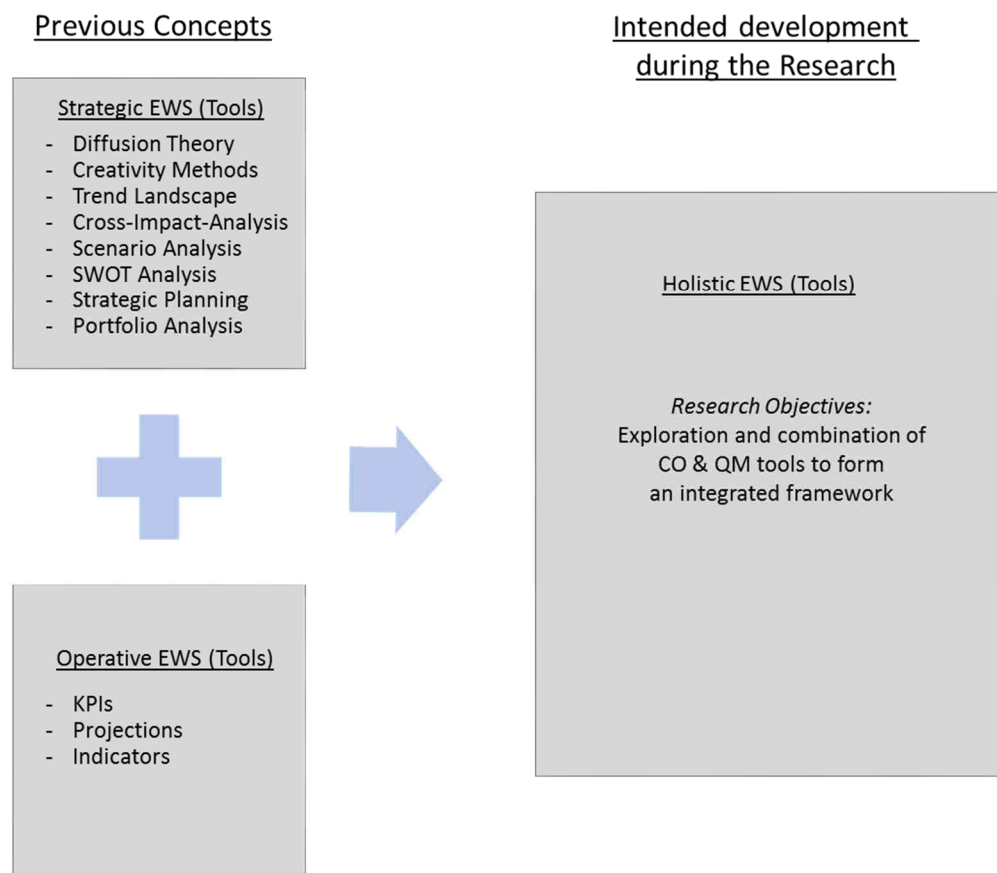 Previous Concepts
Strategic EWS (Tools)
- Diffusion Theory
- Creativity Methods
- Trend Landscape
- Cross-Impact-Analysis
- Scenario Analysis
- SWOT Analysis
- Strategic Planning
- Portfolio Analysis
Operative EWS (Tools)
- KPIs
- Projections
- Indicators
Intended development
during the Research
Holistic EWS (Tools)
Research Objectives:
Exploration and combination of
CO & QM tools to form
an integrated framework